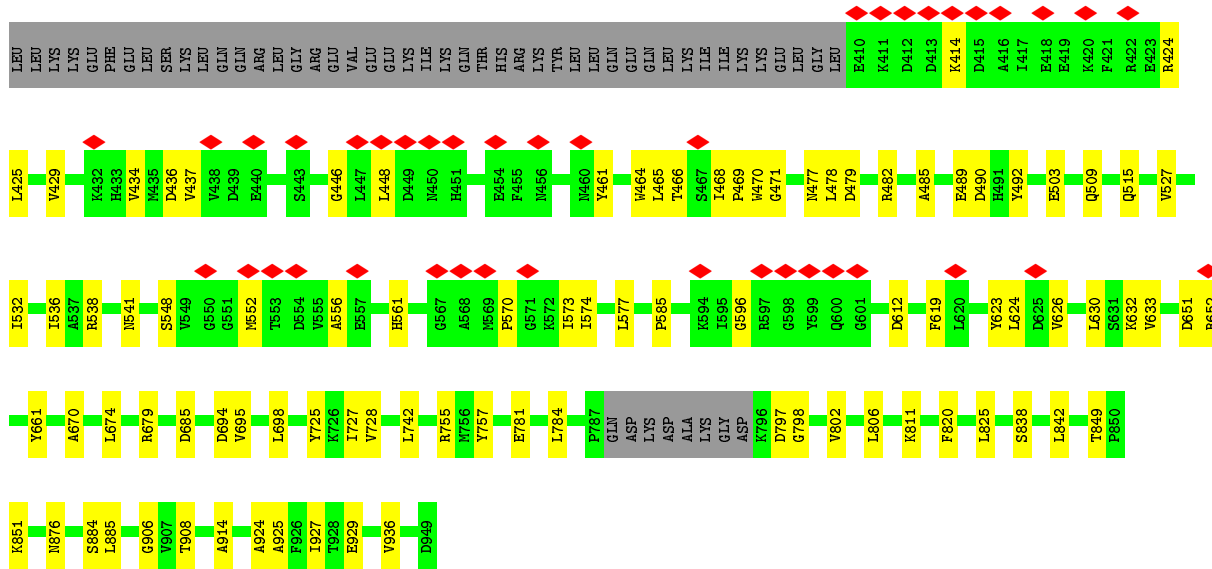 LEU LEU LYS LYS GLU PHE GLU LEU SER LYS LEU GLN GLN ARG LEU GLY ARG GLU VAL GLU GLU LYS ILE LYS GLN THR HIS ARG LYS TYR LEU LEU GLN GLU GLN LEU LYS ILE ILE LYS LYS GLU LEU GLY LEU E410 K411 D412 D413 K414 D415 A416 I417 E418 E419 K420 F421 R422 E423 R424
L425 V429 K432 H433 V434 M435 D436 V437 V438 D439 E440 S443 G446 L447 L448 D449 N450 H451 E454 F455 N456 N460 Y461 W464 L465 T466 S467 I468 P469 W470 G471 N477 L478 D479 R482 A485 E489 D490 H491 Y492 E503 Q509 Q515 V527
I532 I536 A537 R538 N541 S548 V549 G550 G551 M552 T553 D554 V555 A556 E557 H561 G567 A568 M569 P570 G571 K572 I573 I574 L577 P585 K594 I595 G596 R597 G598 Y599 Q600 G601 D612 F619 L620 Y623 L624 D625 V626 L630 S631 K632 V633 D651 R652
Y661 A670 L674 R679 D685 D694 V695 L698 Y725 K726 I727 V728 L742 R755 M756 Y757 E781 L784 P787 GLN ASP LYS ASP ALA LYS GLY ASP K796 D797 G798 V802 L806 K811 F820 L825 S838 L842 T849 P850
K851 N876 S884 L885 G906 V907 T908 A914 A924 A925 F926 I927 T928 E929 V936 D949